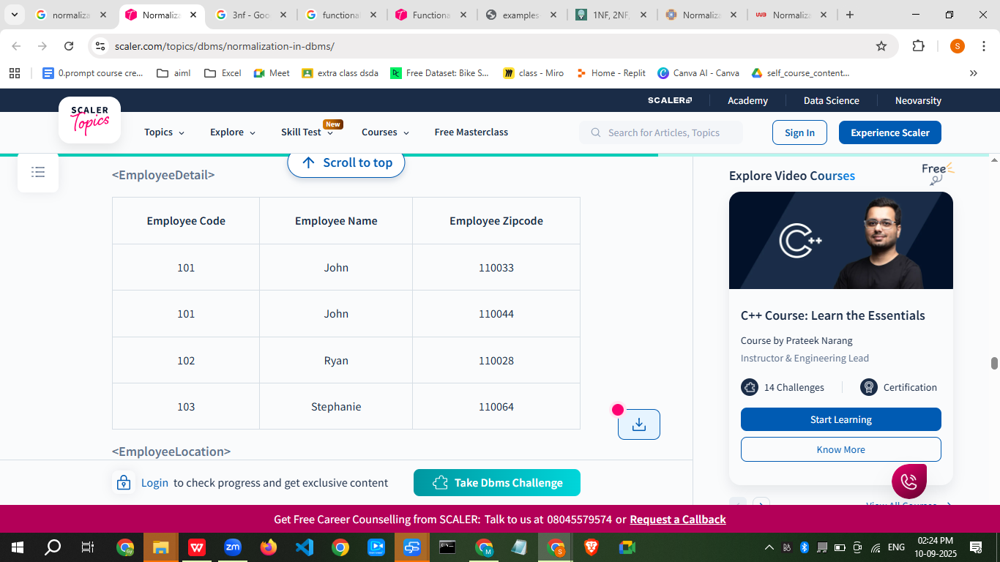 normaliza
Normaliza
3nf - Goo
functional
Functiona
examples
1NF, 2NF,
Normaliza
Normaliza
scaler.com/topics/dbms/normalization-in-dbms/
S
0.prompt course cre...
aiml
Excel
Meet
extra class dsda
Free Dataset: Bike S...
class - Miro
Home - Replit
Canva AI - Canva
self_course_content...
SCALER
Academy
Data Science
Neovarsity
SCALER
Topics
Topics
Explore
Skill Test
New
Courses
Free Masterclass
Search for Articles, Topics
Sign In
Experience Scaler
Scroll to top
<EmployeeDetail>
Employee Code Employee Name Employee Zipcode
101 John 110033
101 John 110044
102 Ryan 110028
103 Stephanie 110064
<EmployeeLocation>
Login to check progress and get exclusive content
Take Dbms Challenge
Explore Video Courses
Free
C++
C++ Course: Learn the Essentials
Course by Prateek Narang
Instructor & Engineering Lead
14 Challenges
Certification
Start Learning
Know More
View All Courses
Get Free Career Counselling from SCALER: Talk to us at 08045579574 or Request a Callback
ENG
02:24 PM
10-09-2025